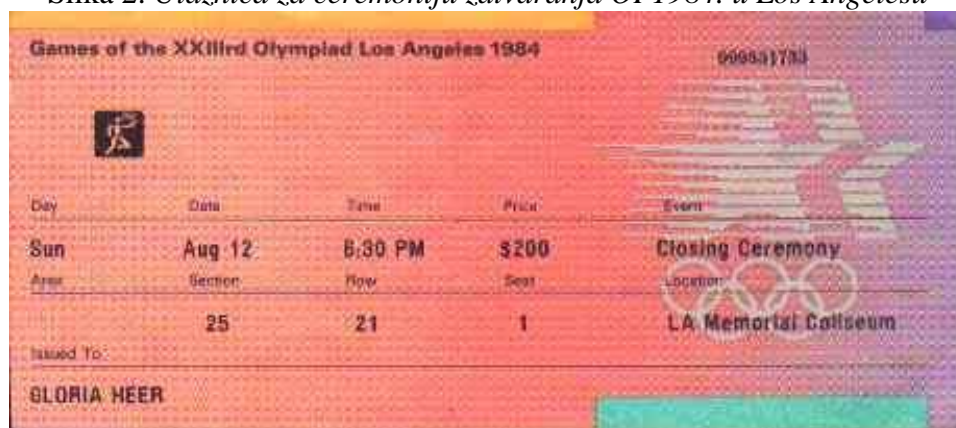 Slika 2. Ulaznica za ceremoniju zatvaranja OI 1984. u Los Angelesu
Games of the XXIIIrd Olympiad Los Angeles 1984
Day Date Time Price Event
Sun Aug 12 6:30 PM $200 Closing Ceremony
Area Section Row Seat Location
25 21 1 LA Memorial Coliseum
Issued To
GLORIA HEER